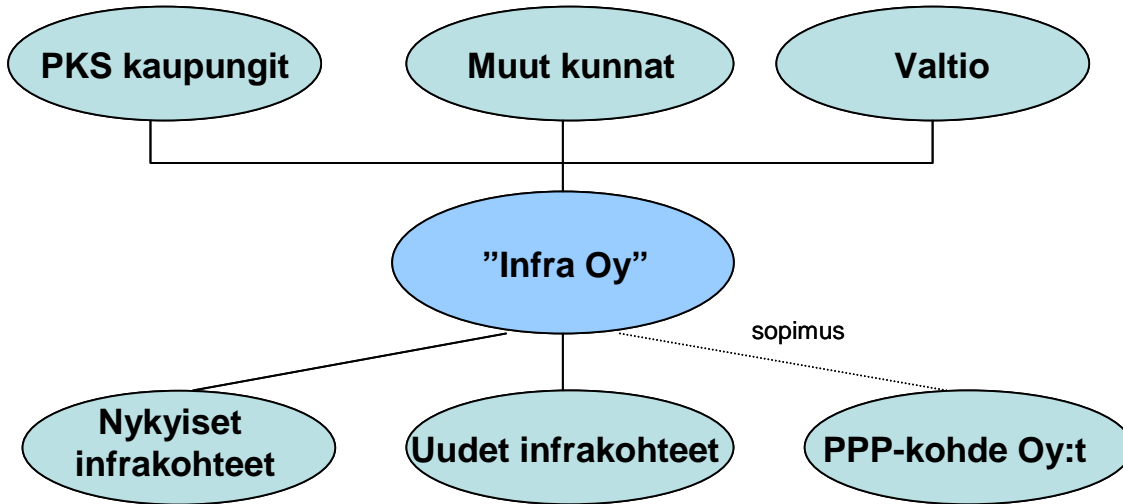 PKS kaupungit
Muut kunnat
Valtio
”Infra Oy”
sopimus
Nykyiset
infrakohteet
Uudet infrakohteet
PPP-kohde Oy:t